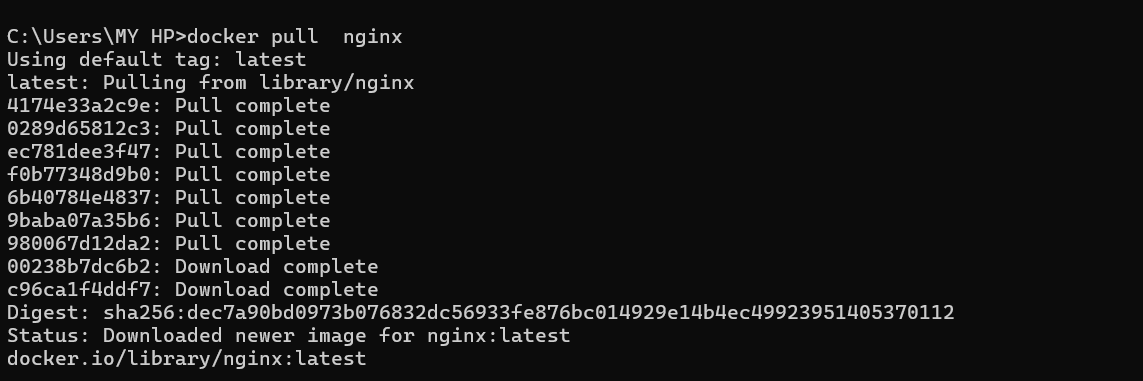 C:\Users\MY HP>docker pull  nginx
Using default tag: latest
latest: Pulling from library/nginx
4174e33a2c9e: Pull complete
0289d65812c3: Pull complete
ec781dee3f47: Pull complete
f0b77348d9b0: Pull complete
6b40784e4837: Pull complete
9baba07a35b6: Pull complete
980067d12da2: Pull complete
00238b7dc6b2: Download complete
c96ca1f4ddf7: Download complete
Digest: sha256:dec7a90bd0973b076832dc56933fe876bc014929e14b4ec49923951405370112
Status: Downloaded newer image for nginx:latest
docker.io/library/nginx:latest